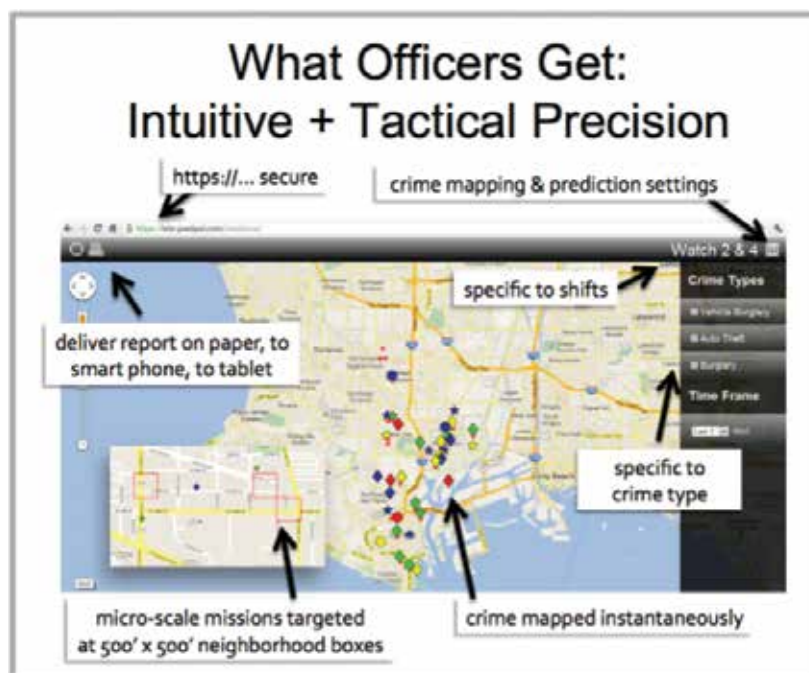 What Officers Get:
Intuitive + Tactical Precision
https://... secure
crime mapping & prediction settings
Watch 2 & 4
specific to shifts
Crime Types
Vehicle Burglary
Auto Theft
Burglary
Time Frame
deliver report on paper, to
smart phone, to tablet
specific to
crime type
micro-scale missions targeted
at 500' x 500' neighborhood boxes
crime mapped instantaneously